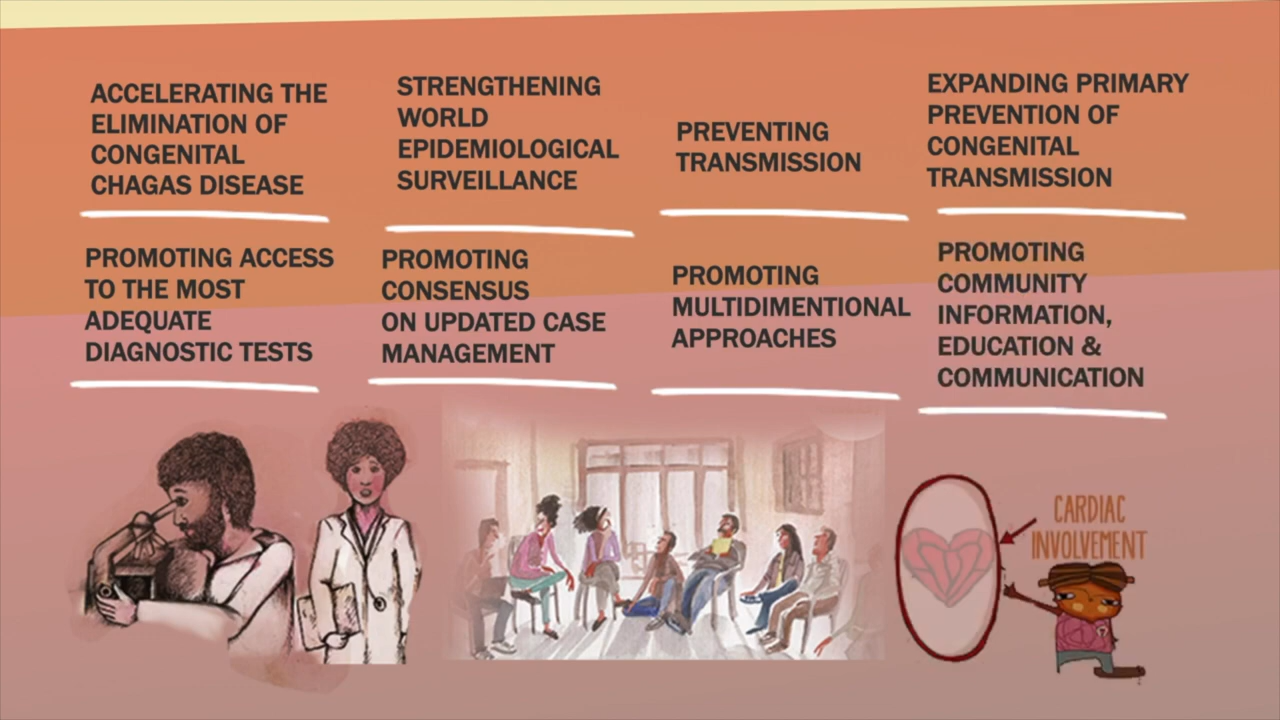 ACCELERATING THE
ELIMINATION OF
CONGENITAL
CHAGAS DISEASE
STRENGTHENING
WORLD
EPIDEMIOLOGICAL
SURVEILLANCE
PREVENTING
TRANSMISSION
EXPANDING PRIMARY
PREVENTION OF
CONGENITAL
TRANSMISSION
PROMOTING ACCESS
TO THE MOST
ADEQUATE
DIAGNOSTIC TESTS
PROMOTING
CONSENSUS
ON UPDATED CASE
MANAGEMENT
PROMOTING
MULTIDIMENTIONAL
APPROACHES
PROMOTING
COMMUNITY
INFORMATION,
EDUCATION &
COMMUNICATION
CARDIAC
INVOLVEMENT